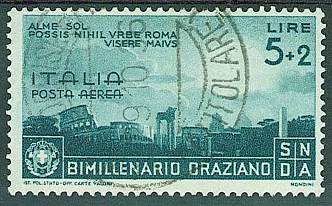 ALME SOL
POSSIS NIHIL VRBE ROMA
VISERE MAIVS
LIRE
5+2
ITALIA
POSTA AEREA
BIMILLENARIO ORAZIANO
S N
D A
IST. POL. STATO - OFF. CARTE VALORI
MONDINI